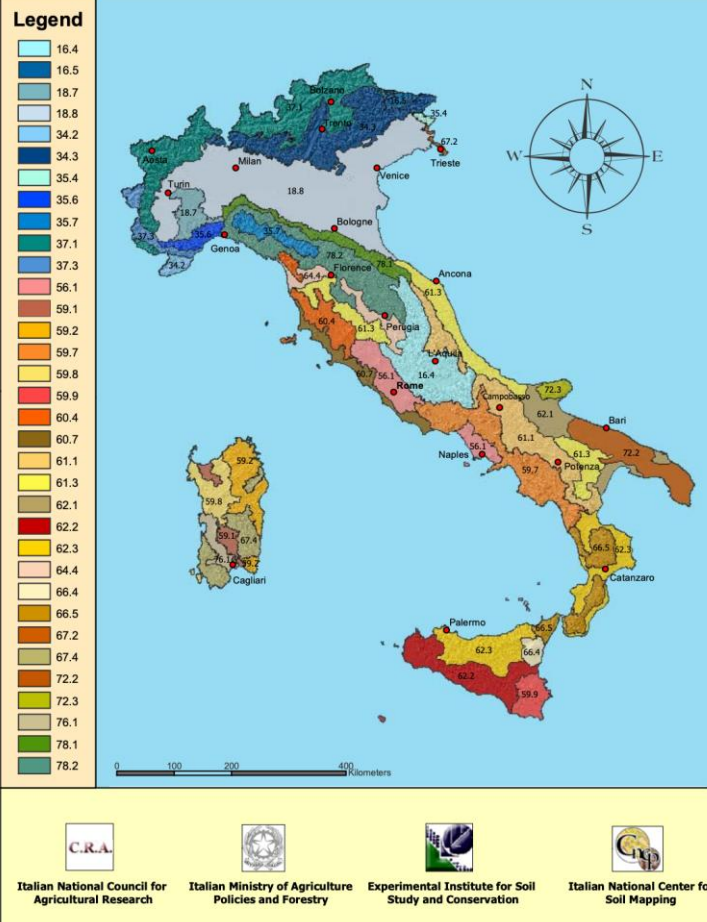 Legend
16.4
16.5
18.7
18.8
34.2
34.3
35.4
35.6
35.7
37.1
37.3
56.1
59.1
59.2
59.7
59.8
59.9
60.4
60.7
61.1
61.3
62.1
62.2
62.3
64.4
66.4
66.5
67.2
67.4
72.2
72.3
76.1
78.1
78.2
N
W
E
S
Bolzano
37.1
16.5
Trento
34.3
35.4
67.2
Trieste
Aosta
Milan
Venice
Turin
18.8
18.7
Bologne
37.3
35.6
35.7
Genoa
34.2
78.2
78.1
Florence
64.4
Ancona
61.3
60.4
61.3
Perugia
L'Aquila
60.7
56.1
16.4
Rome
Campobasso
72.3
62.1
Bari
61.1
56.1
61.3
72.2
Naples
59.7
Potenza
59.2
59.8
59.1
67.4
76.1
59.2
Cagliari
66.5
62.3
Catanzaro
Palermo
66.5
62.3
66.4
62.2
59.9
0
100
200
400
Kilometers
C.R.A.
Italian National Council for
Agricultural Research
Italian Ministry of Agriculture
Policies and Forestry
Experimental Institute for Soil
Study and Conservation
Cncp
Italian National Center fo
Soil Mapping